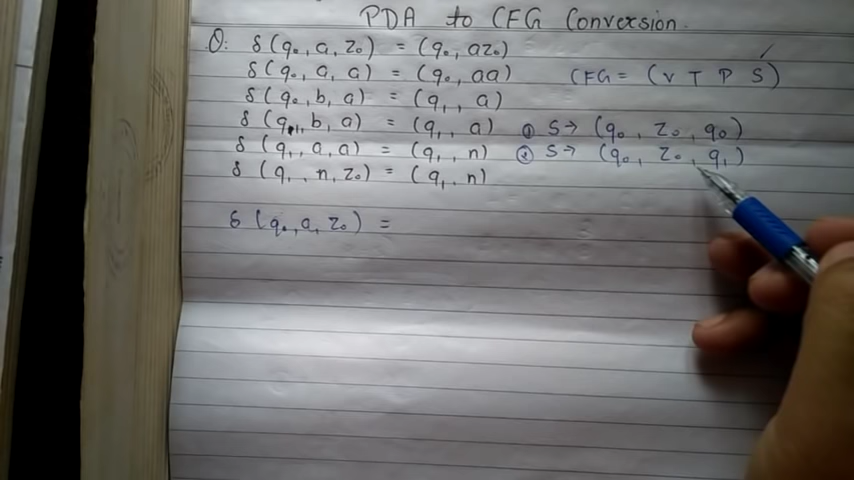 PDA to CFG Conversion.
Q: δ(q₀, a, z₀) = (q₀, az₀)
δ(q₀, a, a) = (q₀, aa) CFG = (V T P S)
δ(q₀, b, a) = (q₁, a)
δ(q₁, b, a) = (q₁, a) ① S → (q₀, z₀, q₀)
δ(q₁, a, a) = (q₁, n) ② S → (q₀, z₀, q₁)
δ(q₁, n, z₀) = (q₁, n)
δ(q₀, a, z₀) =